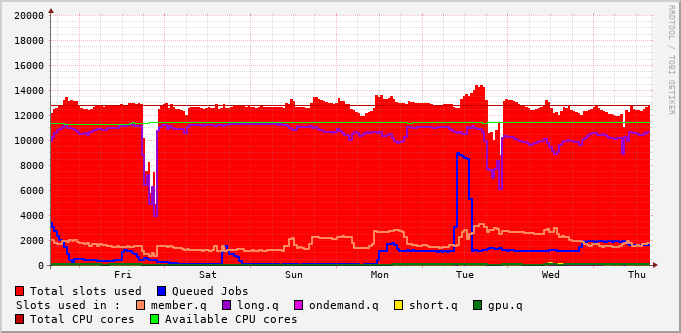 20000
18000
16000
14000
12000
10000
8000
6000
4000
2000
0
Fri Sat Sun Mon Tue Wed Thu
RRDTOOL / TOBI OETIKER
Total slots used Queued Jobs
Slots used in : member.q long.q ondemand.q short.q gpu.q
Total CPU cores Available CPU cores